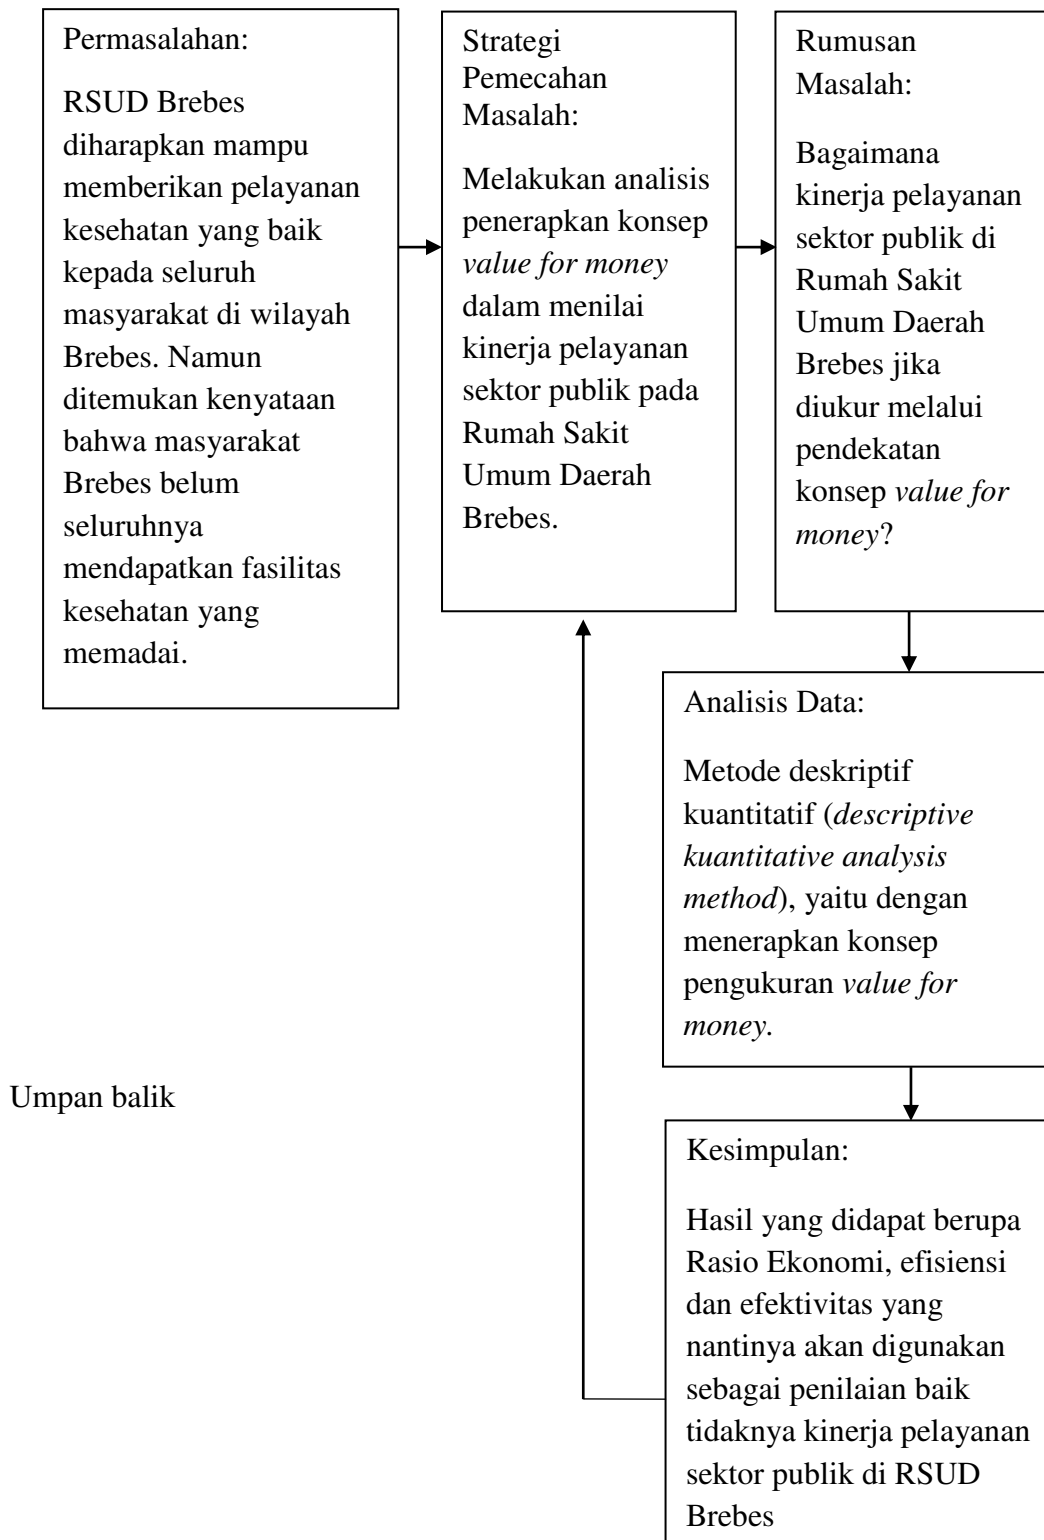 Permasalahan:
RSUD Brebes
diharapkan mampu
memberikan pelayanan
kesehatan yang baik
kepada seluruh
masyarakat di wilayah
Brebes. Namun
ditemukan kenyataan
bahwa masyarakat
Brebes belum
seluruhnya
mendapatkan fasilitas
kesehatan yang
memadai.
Strategi
Pemecahan
Masalah:
Melakukan analisis
penerapkan konsep
value for money
dalam menilai
kinerja pelayanan
sektor publik pada
Rumah Sakit
Umum Daerah
Brebes.
Rumusan
Masalah:
Bagaimana
kinerja pelayanan
sektor publik di
Rumah Sakit
Umum Daerah
Brebes jika
diukur melalui
pendekatan
konsep value for
money?
Analisis Data:
Metode deskriptif
kuantitatif (descriptive
kuantitative analysis
method), yaitu dengan
menerapkan konsep
pengukuran value for
money.
Umpan balik
Kesimpulan:
Hasil yang didapat berupa
Rasio Ekonomi, efisiensi
dan efektivitas yang
nantinya akan digunakan
sebagai penilaian baik
tidaknya kinerja pelayanan
sektor publik di RSUD
Brebes